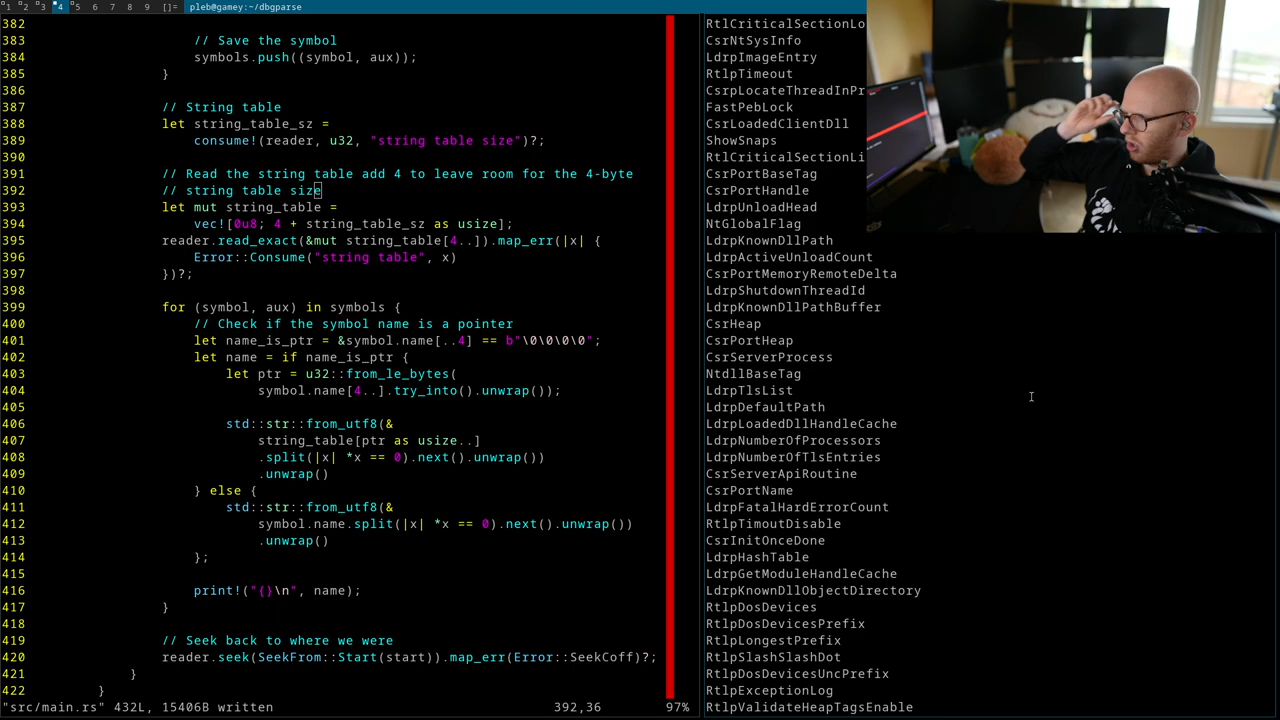 1 2 3 4 5 6 7 8 9 []= pleb@gamey:~/dbgparse
382
383 // Save the symbol
384 symbols.push((symbol, aux));
385 }
386
387 // String table
388 let string_table_sz =
389 consume!(reader, u32, "string table size")?;
390
391 // Read the string table add 4 to leave room for the 4-byte
392 // string table size
393 let mut string_table =
394 vec![0u8; 4 + string_table_sz as usize];
395 reader.read_exact(&mut string_table[4..]).map_err(|x| {
396 Error::Consume("string table", x)
397 })?;
398
399 for (symbol, aux) in symbols {
400 // Check if the symbol name is a pointer
401 let name_is_ptr = &symbol.name[..4] == b"\0\0\0\0";
402 let name = if name_is_ptr {
403 let ptr = u32::from_le_bytes(
404 symbol.name[4..].try_into().unwrap());
405
406 std::str::from_utf8(&
407 string_table[ptr as usize..]
408 .split(|x| *x == 0).next().unwrap())
409 .unwrap()
410 } else {
411 std::str::from_utf8(&
412 symbol.name.split(|x| *x == 0).next().unwrap())
413 .unwrap()
414 };
415
416 print!("{}\n", name);
417 }
418
419 // Seek back to where we were
420 reader.seek(SeekFrom::Start(start)).map_err(Error::SeekCoff)?;
421 }
422 }
"src/main.rs" 432L, 15406B written 392,36 97%
RtlCriticalSectionLo
CsrNtSysInfo
LdrpImageEntry
RtlpTimeout
CsrpLocateThreadInPr
FastPebLock
CsrLoadedClientDll
ShowSnaps
RtlCriticalSectionLi
CsrPortBaseTag
CsrPortHandle
LdrpUnloadHead
NtGlobalFlag
LdrpKnownDllPath
LdrpActiveUnloadCount
CsrPortMemoryRemoteDelta
LdrpShutdownThreadId
LdrpKnownDllPathBuffer
CsrHeap
CsrPortHeap
CsrServerProcess
NtdllBaseTag
LdrpTlsList
LdrpDefaultPath
LdrpLoadedDllHandleCache
LdrpNumberOfProcessors
LdrpNumberOfTlsEntries
CsrServerApiRoutine
CsrPortName
LdrpFatalHardErrorCount
RtlpTimoutDisable
CsrInitOnceDone
LdrpHashTable
LdrpGetModuleHandleCache
LdrpKnownDllObjectDirectory
RtlpDosDevices
RtlpDosDevicesPrefix
RtlpLongestPrefix
RtlpSlashSlashDot
RtlpDosDevicesUncPrefix
RtlpExceptionLog
RtlpValidateHeapTagsEnable